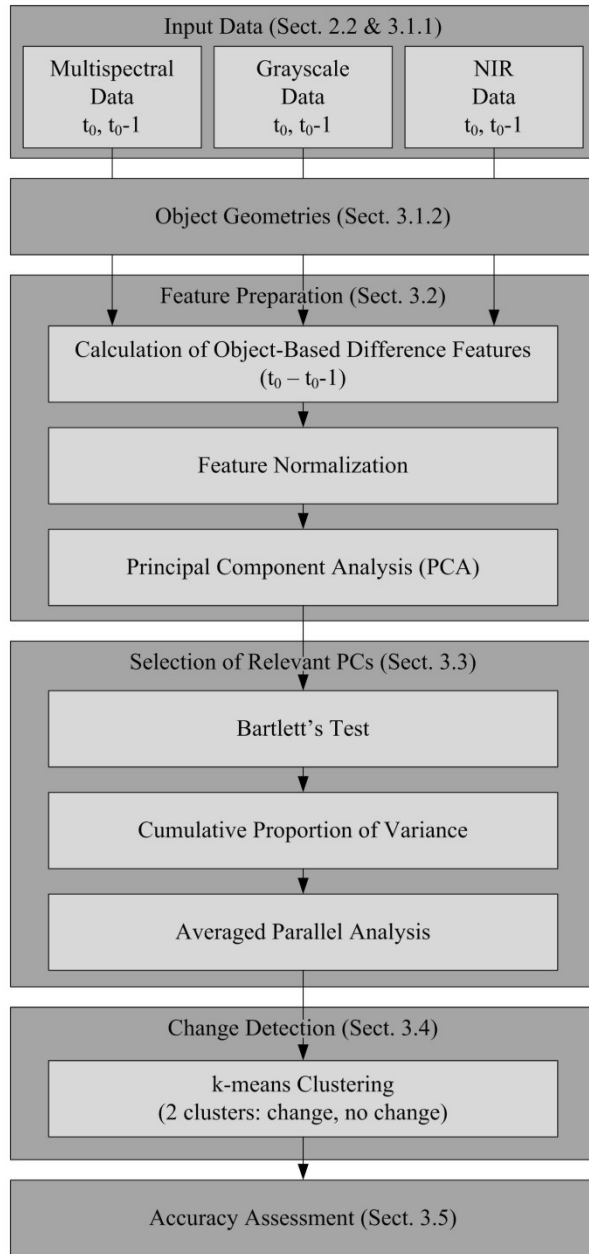 Input Data (Sect. 2.2 & 3.1.1)
Multispectral
Data
t₀, t₀-1
Grayscale
Data
t₀, t₀-1
NIR
Data
t₀, t₀-1
Object Geometries (Sect. 3.1.2)
Feature Preparation (Sect. 3.2)
Calculation of Object-Based Difference Features
(t₀ – t₀-1)
Feature Normalization
Principal Component Analysis (PCA)
Selection of Relevant PCs (Sect. 3.3)
Bartlett’s Test
Cumulative Proportion of Variance
Averaged Parallel Analysis
Change Detection (Sect. 3.4)
k-means Clustering
(2 clusters: change, no change)
Accuracy Assessment (Sect. 3.5)